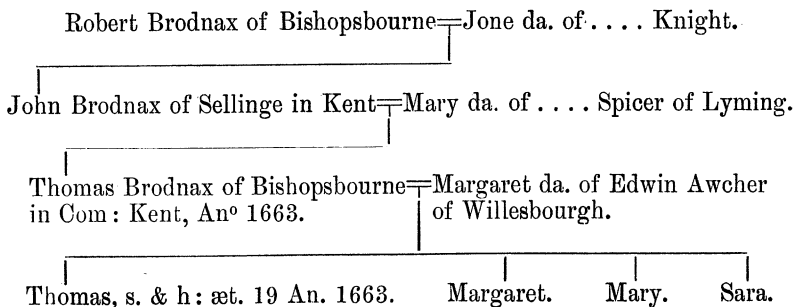 Robert Brodnax of Bishopsbourne=Jone da. of . . . . Knight.
John Brodnax of Sellinge in Kent=Mary da. of . . . . Spicer of Lyming.
Thomas Brodnax of Bishopsbourne=Margaret da. of Edwin Awcher
in Com: Kent, Anº 1663.
of Willesbourgh.
Thomas, s. & h: æt. 19 An. 1663.
Margaret.
Mary.
Sara.